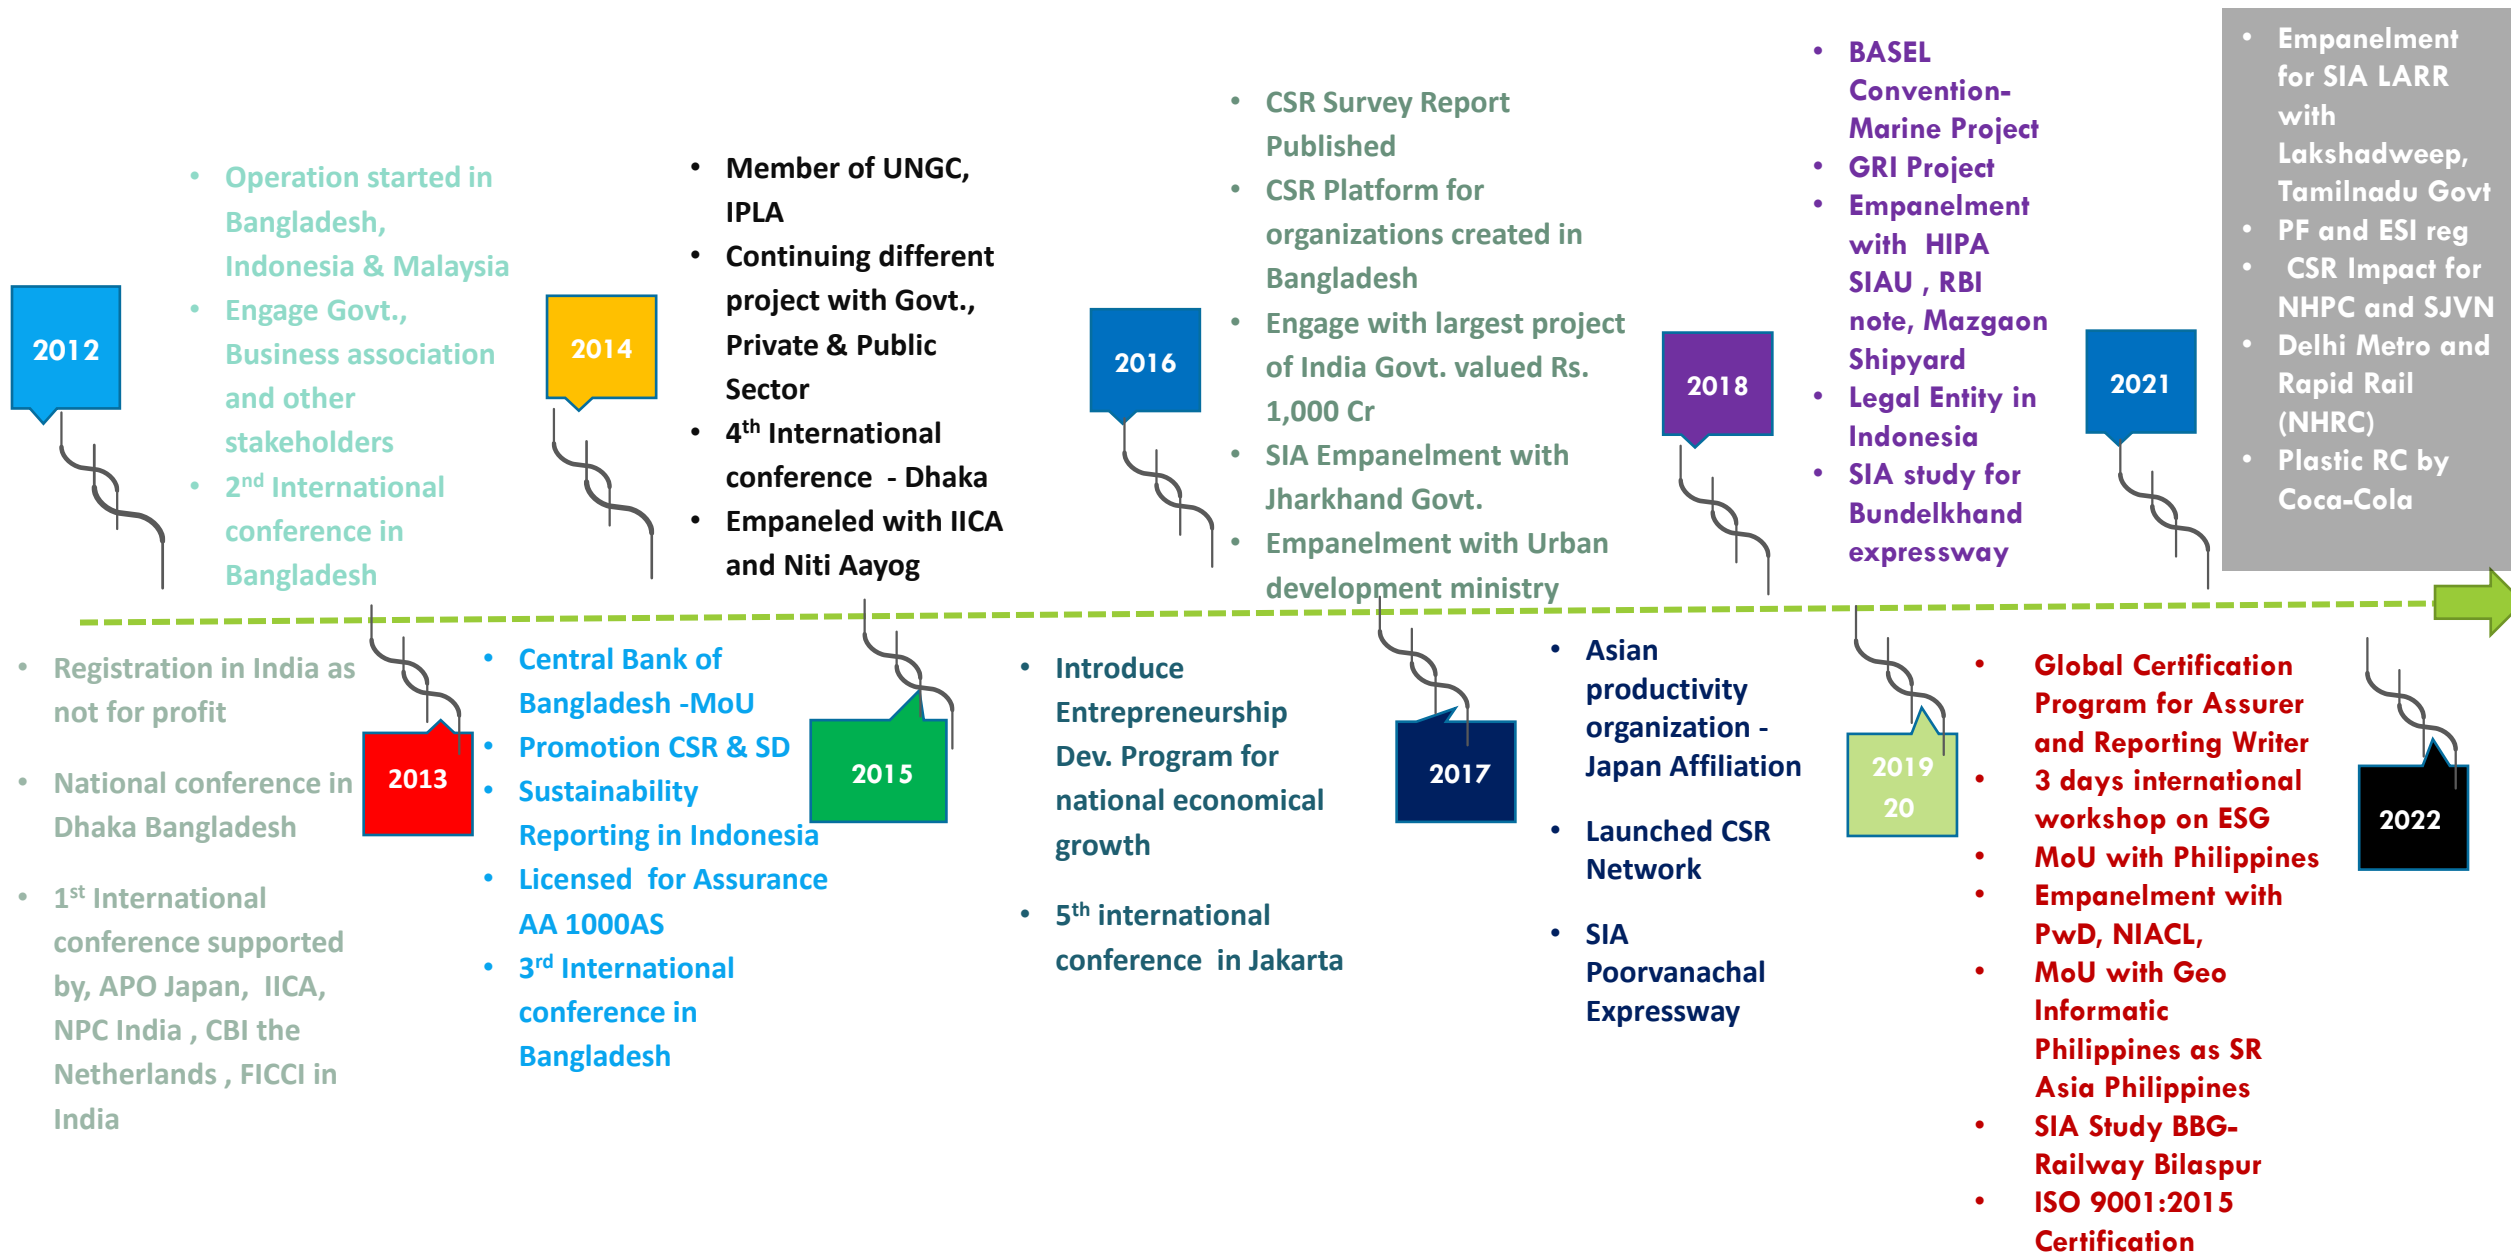 2012
• Operation started in
Bangladesh,
Indonesia & Malaysia
• Engage Govt.,
Business association
and other
stakeholders
• 2nd International
conference in
Bangladesh
2014
• Member of UNGC,
IPLA
• Continuing different
project with Govt.,
Private & Public
Sector
• 4th International
conference - Dhaka
• Empaneled with IICA
and Niti Aayog
2016
• CSR Survey Report
Published
• CSR Platform for
organizations created in
Bangladesh
• Engage with largest project
of India Govt. valued Rs.
1,000 Cr
• SIA Empanelment with
Jharkhand Govt.
• Empanelment with Urban
development ministry
2018
• BASEL
Convention-
Marine Project
• GRI Project
• Empanelment
with HIPA
SIAU , RBI
note, Mazgaon
Shipyard
• Legal Entity in
Indonesia
• SIA study for
Bundelkhand
expressway
2021
• Empanelment
for SIA LARR
with
Lakshadweep,
Tamilnadu Govt
• PF and ESI reg
• CSR Impact for
NHPC and SJVN
• Delhi Metro and
Rapid Rail
(NHRC)
• Plastic RC by
Coca-Cola
• Registration in India as
not for profit
• National conference in
Dhaka Bangladesh
• 1st International
conference supported
by, APO Japan, IICA,
NPC India , CBI the
Netherlands , FICCI in
India
2013
• Central Bank of
Bangladesh -MoU
• Promotion CSR & SD
• Sustainability
Reporting in Indonesia
• Licensed for Assurance
AA 1000AS
• 3rd International
conference in
Bangladesh
2015
• Introduce
Entrepreneurship
Dev. Program for
national economical
growth
• 5th international
conference in Jakarta
2017
• Asian
productivity
organization -
Japan Affiliation
• Launched CSR
Network
• SIA
Poorvanachal
Expressway
2019
20
• Global Certification
Program for Assurer
and Reporting Writer
• 3 days international
workshop on ESG
• MoU with Philippines
• Empanelment with
PwD, NIACL,
• MoU with Geo
Informatic
Philippines as SR
Asia Philippines
• SIA Study BBG-
Railway Bilaspur
• ISO 9001:2015
Certification
2022